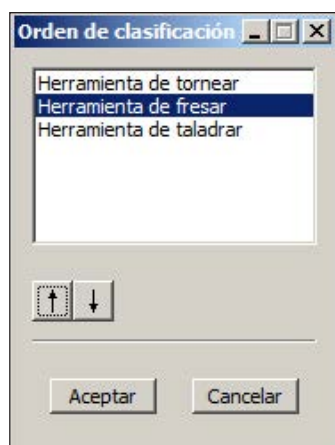 Orden de clasificación
Herramienta de tornear
Herramienta de fresar
Herramienta de taladrar
Aceptar
Cancelar